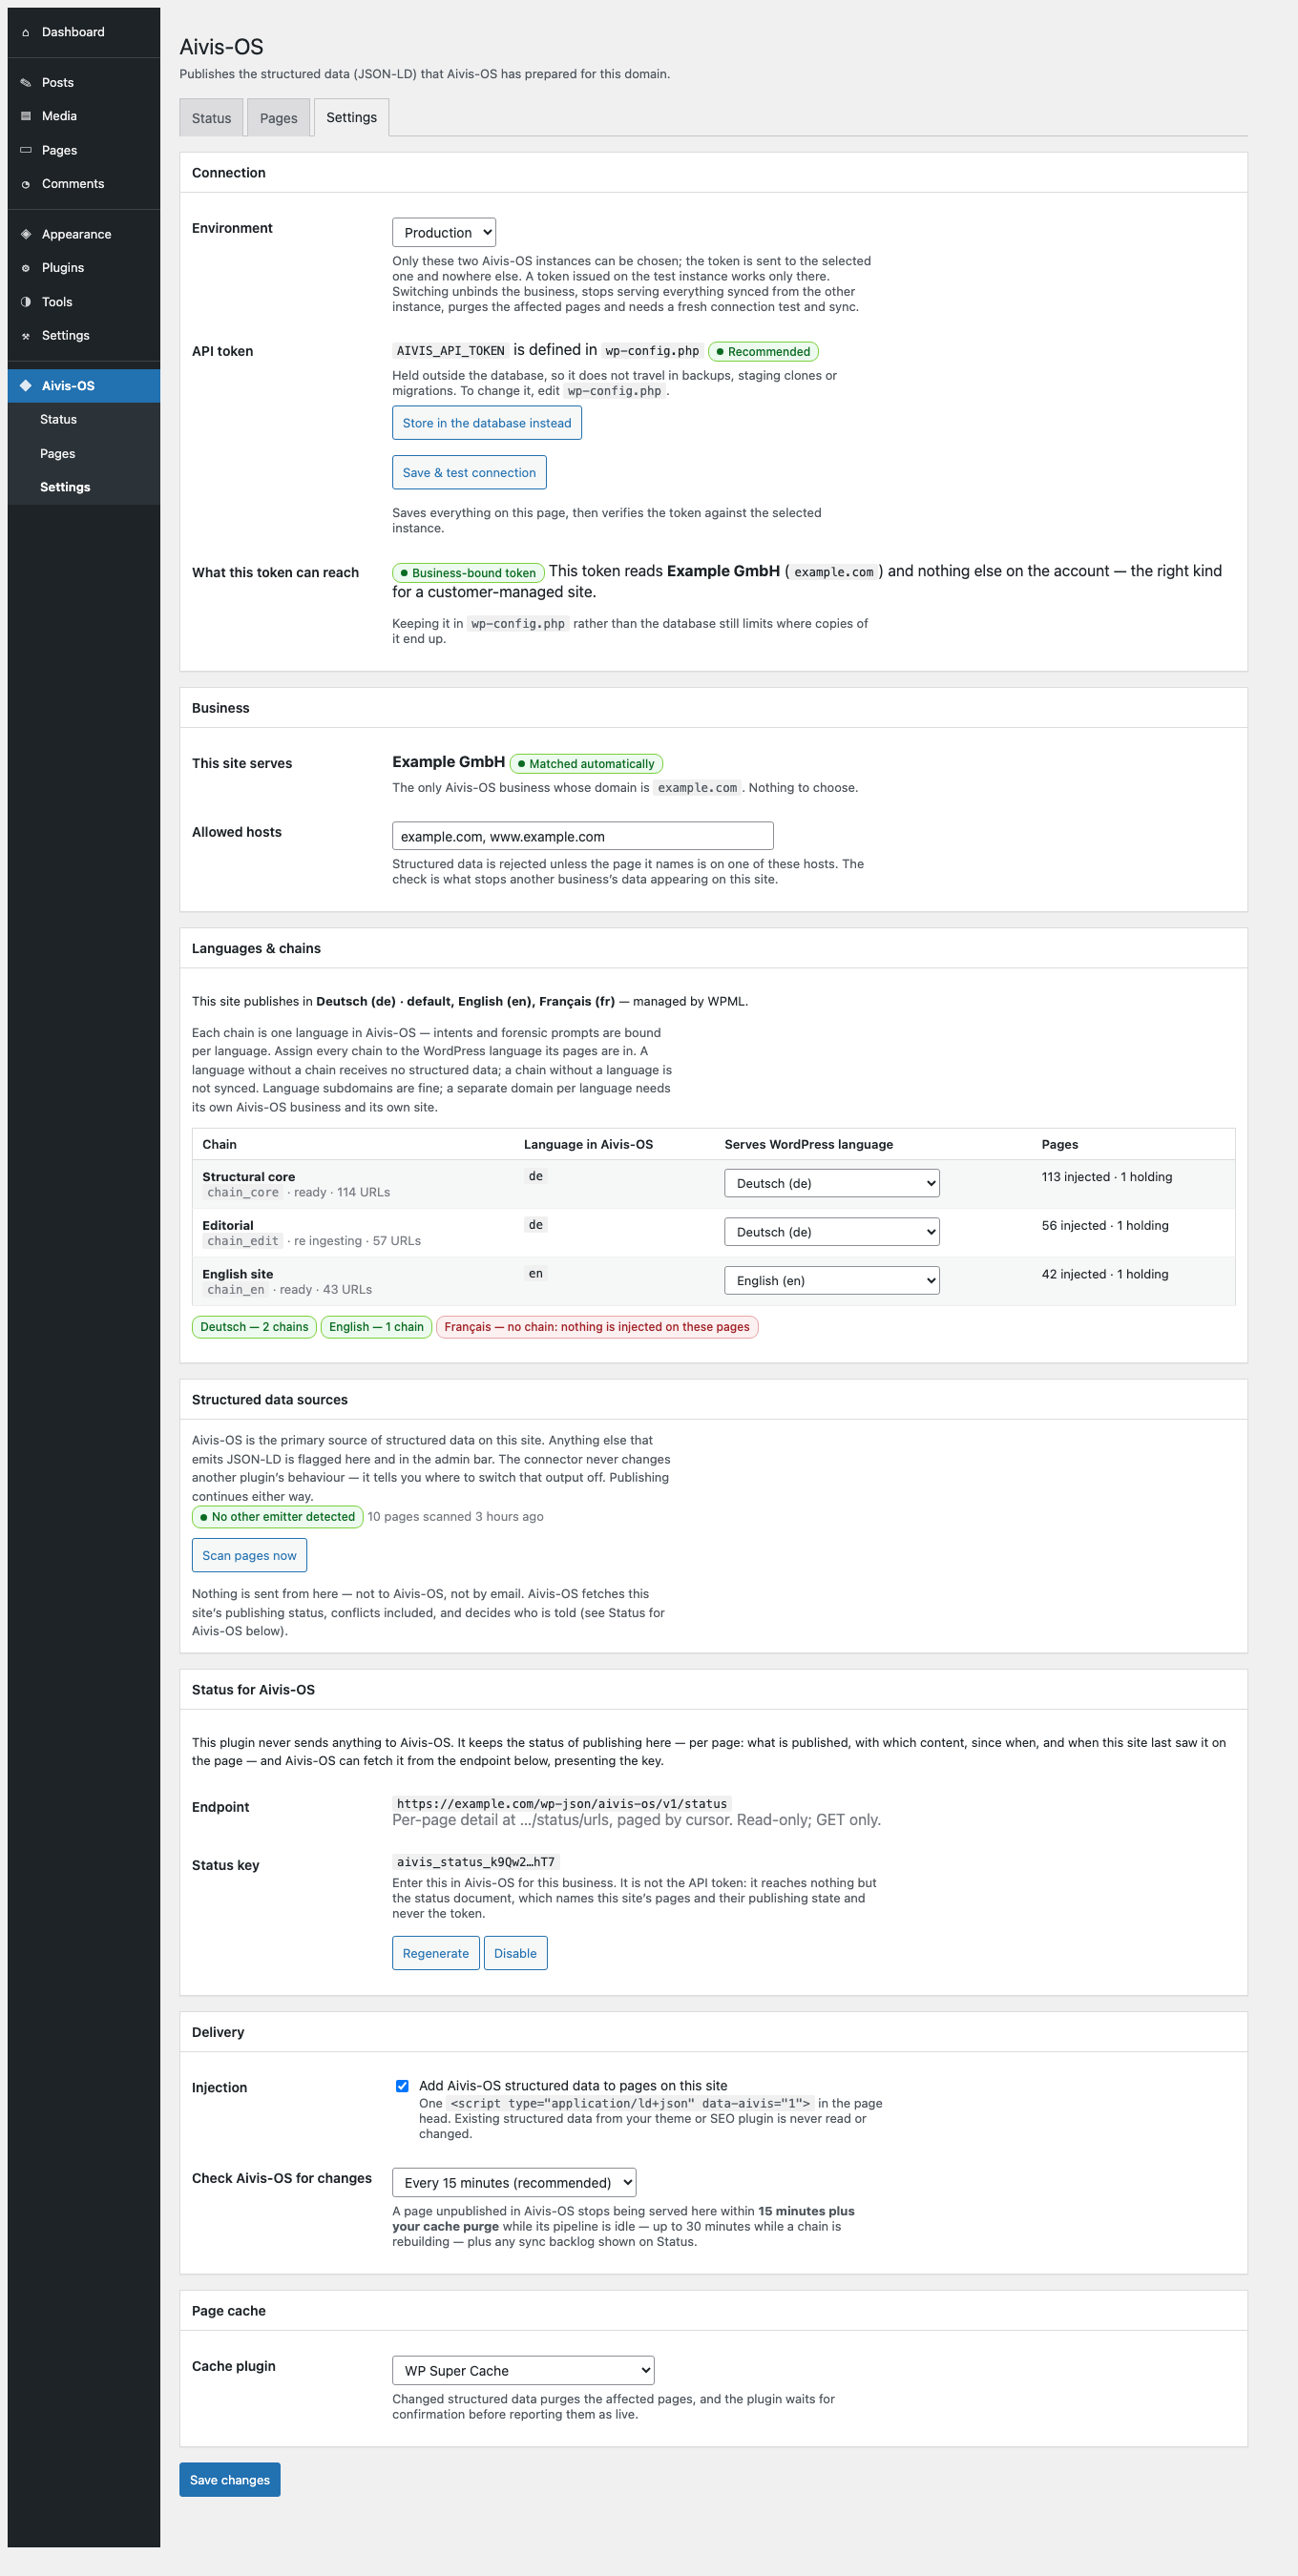 Dashboard
Posts
Media
Pages
Comments
Appearance
Plugins
Tools
Settings
Aivis-OS
Status
Pages
Settings
Aivis-OS
Publishes the structured data (JSON-LD) that Aivis-OS has prepared for this domain.
Status
Pages
Settings
Connection
Environment
Production
Only these two Aivis-OS instances can be chosen; the token is sent to the selected
one and nowhere else. A token issued on the test instance works only there.
Switching unbinds the business, stops serving everything synced from the other
instance, purges the affected pages and needs a fresh connection test and sync.
API token
AIVIS_API_TOKEN is defined in wp-config.php Recommended
Held outside the database, so it does not travel in backups, staging clones or
migrations. To change it, edit wp-config.php.
Store in the database instead
Save & test connection
Saves everything on this page, then verifies the token against the selected
instance.
What this token can reach
Business-bound token This token reads Example GmbH (example.com) and nothing else on the account — the right kind
for a customer-managed site.
Keeping it in wp-config.php rather than the database still limits where copies of
it end up.
Business
This site serves
Example GmbH Matched automatically
The only Aivis-OS business whose domain is example.com. Nothing to choose.
Allowed hosts
example.com, www.example.com
Structured data is rejected unless the page it names is on one of these hosts. The
check is what stops another business's data appearing on this site.
Languages & chains
This site publishes in Deutsch (de) · default, English (en), Français (fr) — managed by WPML.
Each chain is one language in Aivis-OS — intents and forensic prompts are bound
per language. Assign every chain to the WordPress language its pages are in. A
language without a chain receives no structured data; a chain without a language is
not synced. Language subdomains are fine; a separate domain per language needs
its own Aivis-OS business and its own site.
Chain Language in Aivis-OS Serves WordPress language Pages
Structural core de Deutsch (de) 113 injected · 1 holding
chain_core · ready · 114 URLs
Editorial de Deutsch (de) 56 injected · 1 holding
chain_edit · re ingesting · 57 URLs
English site en English (en) 42 injected · 1 holding
chain_en · ready · 43 URLs
Deutsch — 2 chains English — 1 chain Français — no chain: nothing is injected on these pages
Structured data sources
Aivis-OS is the primary source of structured data on this site. Anything else that
emits JSON-LD is flagged here and in the admin bar. The connector never changes
another plugin's behaviour — it tells you where to switch that output off. Publishing
continues either way.
No other emitter detected 10 pages scanned 3 hours ago
Scan pages now
Nothing is sent from here — not to Aivis-OS, not by email. Aivis-OS fetches this
site's publishing status, conflicts included, and decides who is told (see Status for
Aivis-OS below).
Status for Aivis-OS
This plugin never sends anything to Aivis-OS. It keeps the status of publishing here — per page: what is published, with which content, since when, and when this site last saw it on
the page — and Aivis-OS can fetch it from the endpoint below, presenting the key.
Endpoint
https://example.com/wp-json/aivis-os/v1/status
Per-page detail at …/status/urls, paged by cursor. Read-only; GET only.
Status key
aivis_status_k9Qw2…hT7
Enter this in Aivis-OS for this business. It is not the API token: it reaches nothing but
the status document, which names this site's pages and their publishing state and
never the token.
Regenerate Disable
Delivery
Injection
Add Aivis-OS structured data to pages on this site
One <script type="application/ld+json" data-aivis="1"> in the page
head. Existing structured data from your theme or SEO plugin is never read or
changed.
Check Aivis-OS for changes
Every 15 minutes (recommended)
A page unpublished in Aivis-OS stops being served here within 15 minutes plus
your cache purge while its pipeline is idle — up to 30 minutes while a chain is
rebuilding — plus any sync backlog shown on Status.
Page cache
Cache plugin
WP Super Cache
Changed structured data purges the affected pages, and the plugin waits for
confirmation before reporting them as live.
Save changes